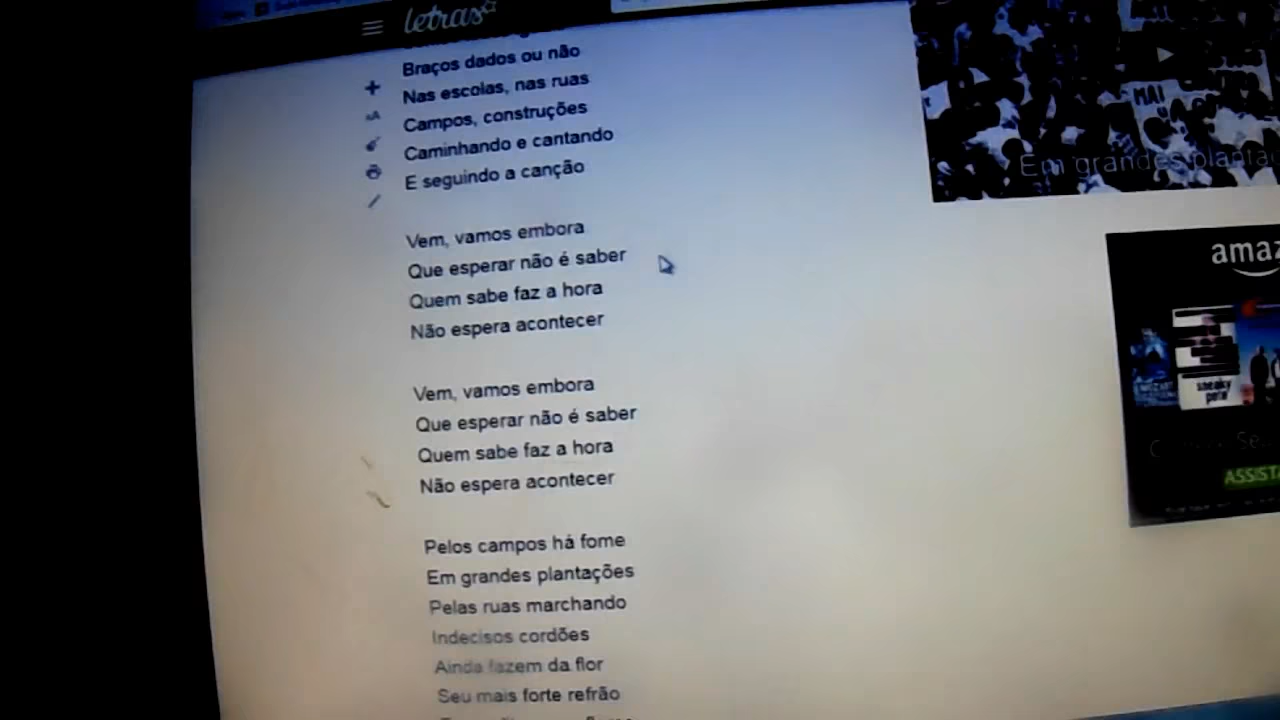 letras
Braços dados ou não
Nas escolas, nas ruas
Campos, construções
Caminhando e cantando
E seguindo a canção
Vem, vamos embora
Que esperar não é saber
Quem sabe faz a hora
Não espera acontecer
Vem, vamos embora
Que esperar não é saber
Quem sabe faz a hora
Não espera acontecer
Pelos campos há fome
Em grandes plantações
Pelas ruas marchando
Indecisos cordões
Ainda fazem da flor
Seu mais forte refrão
Em grandes planta
amaz
sneaky
pete
ASSISTA